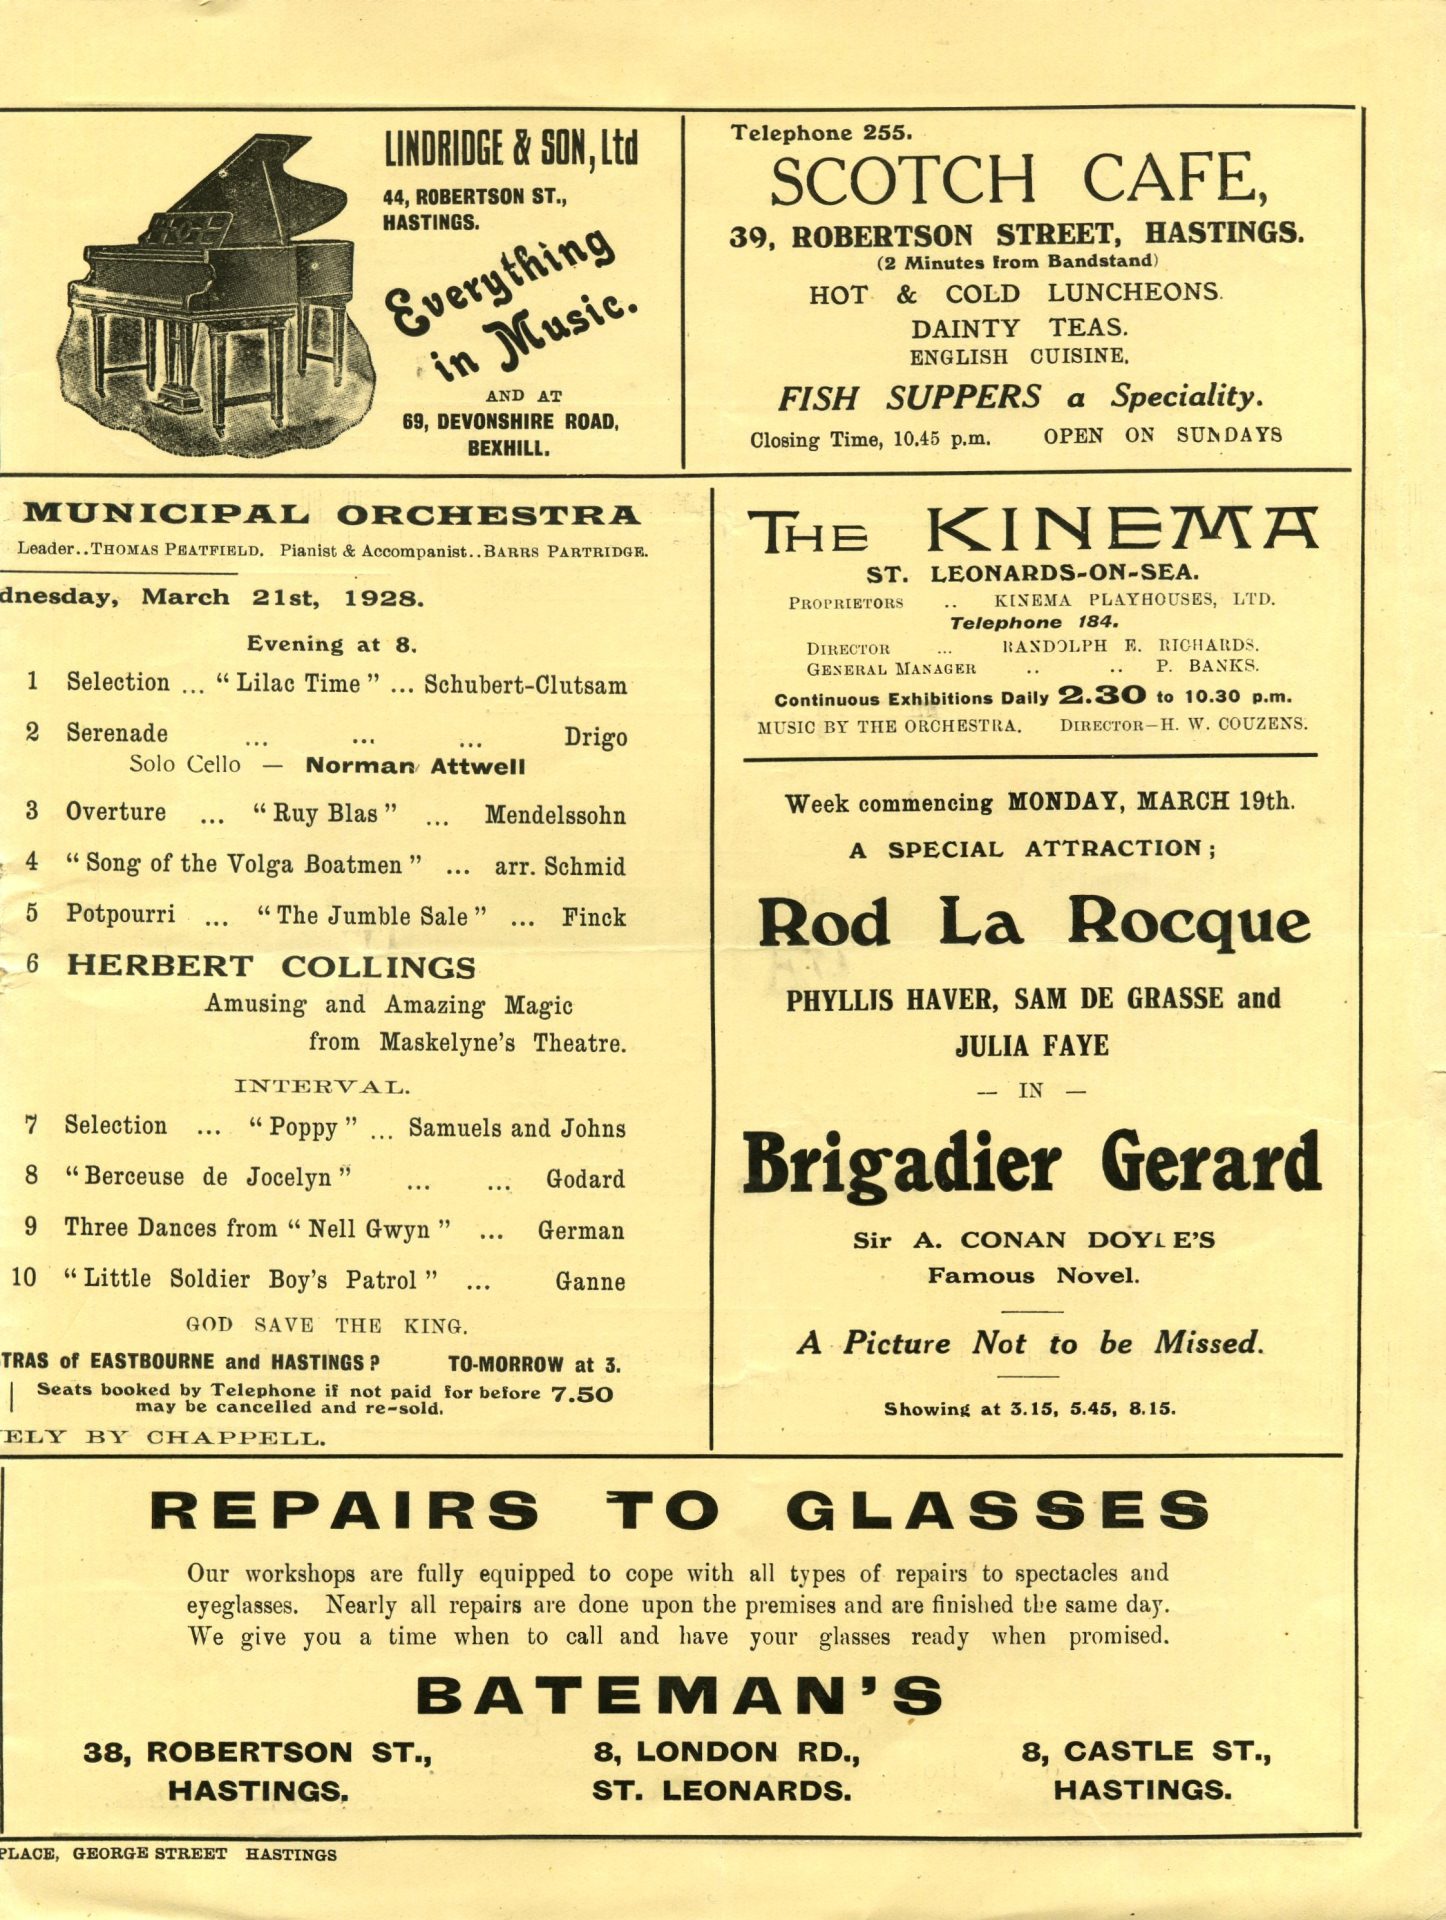 LINDRIDGE & SON, Ltd
44, ROBERTSON ST.,
HASTINGS.
Everything
in Music.
AND AT
69, DEVONSHIRE ROAD,
BEXHILL.
Telephone 255.
SCOTCH CAFE,
39, ROBERTSON STREET, HASTINGS.
(2 Minutes from Bandstand)
HOT & COLD LUNCHEONS.
DAINTY TEAS.
ENGLISH CUISINE.
FISH SUPPERS a Speciality.
Closing Time, 10.45 p.m. OPEN ON SUNDAYS
MUNICIPAL ORCHESTRA
Leader..THOMAS PEATFIELD. Pianist & Accompanist..BARRS PARTRIDGE.
dnesday, March 21st, 1928.
Evening at 8.
1 Selection ... "Lilac Time" ... Schubert-Clutsam
2 Serenade ... ... ... Drigo
Solo Cello — Norman Attwell
3 Overture ... "Ruy Blas" ... Mendelssohn
4 "Song of the Volga Boatmen" ... arr. Schmid
5 Potpourri ... "The Jumble Sale" ... Finck
6 HERBERT COLLINGS
Amusing and Amazing Magic
from Maskelyne's Theatre.
INTERVAL.
7 Selection ... "Poppy" ... Samuels and Johns
8 "Berceuse de Jocelyn" ... ... Godard
9 Three Dances from "Nell Gwyn" ... German
10 "Little Soldier Boy's Patrol" ... Ganne
GOD SAVE THE KING.
TRAS of EASTBOURNE and HASTINGS? TO-MORROW at 3.
Seats booked by Telephone if not paid for before 7.50
may be cancelled and re-sold.
ELY BY CHAPPELL.
THE KINEMA
ST. LEONARDS-ON-SEA.
PROPRIETORS .. KINEMA PLAYHOUSES, LTD.
Telephone 184.
DIRECTOR ... RANDOLPH E. RICHARDS.
GENERAL MANAGER .. .. P. BANKS.
Continuous Exhibitions Daily 2.30 to 10.30 p.m.
MUSIC BY THE ORCHESTRA. DIRECTOR—H. W. COUZENS.
Week commencing MONDAY, MARCH 19th.
A SPECIAL ATTRACTION;
Rod La Rocque
PHYLLIS HAVER, SAM DE GRASSE and
JULIA FAYE
— IN —
Brigadier Gerard
Sir A. CONAN DOYLE'S
Famous Novel.
A Picture Not to be Missed.
Showing at 3.15, 5.45, 8.15.
REPAIRS TO GLASSES
Our workshops are fully equipped to cope with all types of repairs to spectacles and
eyeglasses. Nearly all repairs are done upon the premises and are finished the same day.
We give you a time when to call and have your glasses ready when promised.
BATEMAN'S
38, ROBERTSON ST.,
HASTINGS.
8, LONDON RD.,
ST. LEONARDS.
8, CASTLE ST.,
HASTINGS.
PLACE, GEORGE STREET HASTINGS